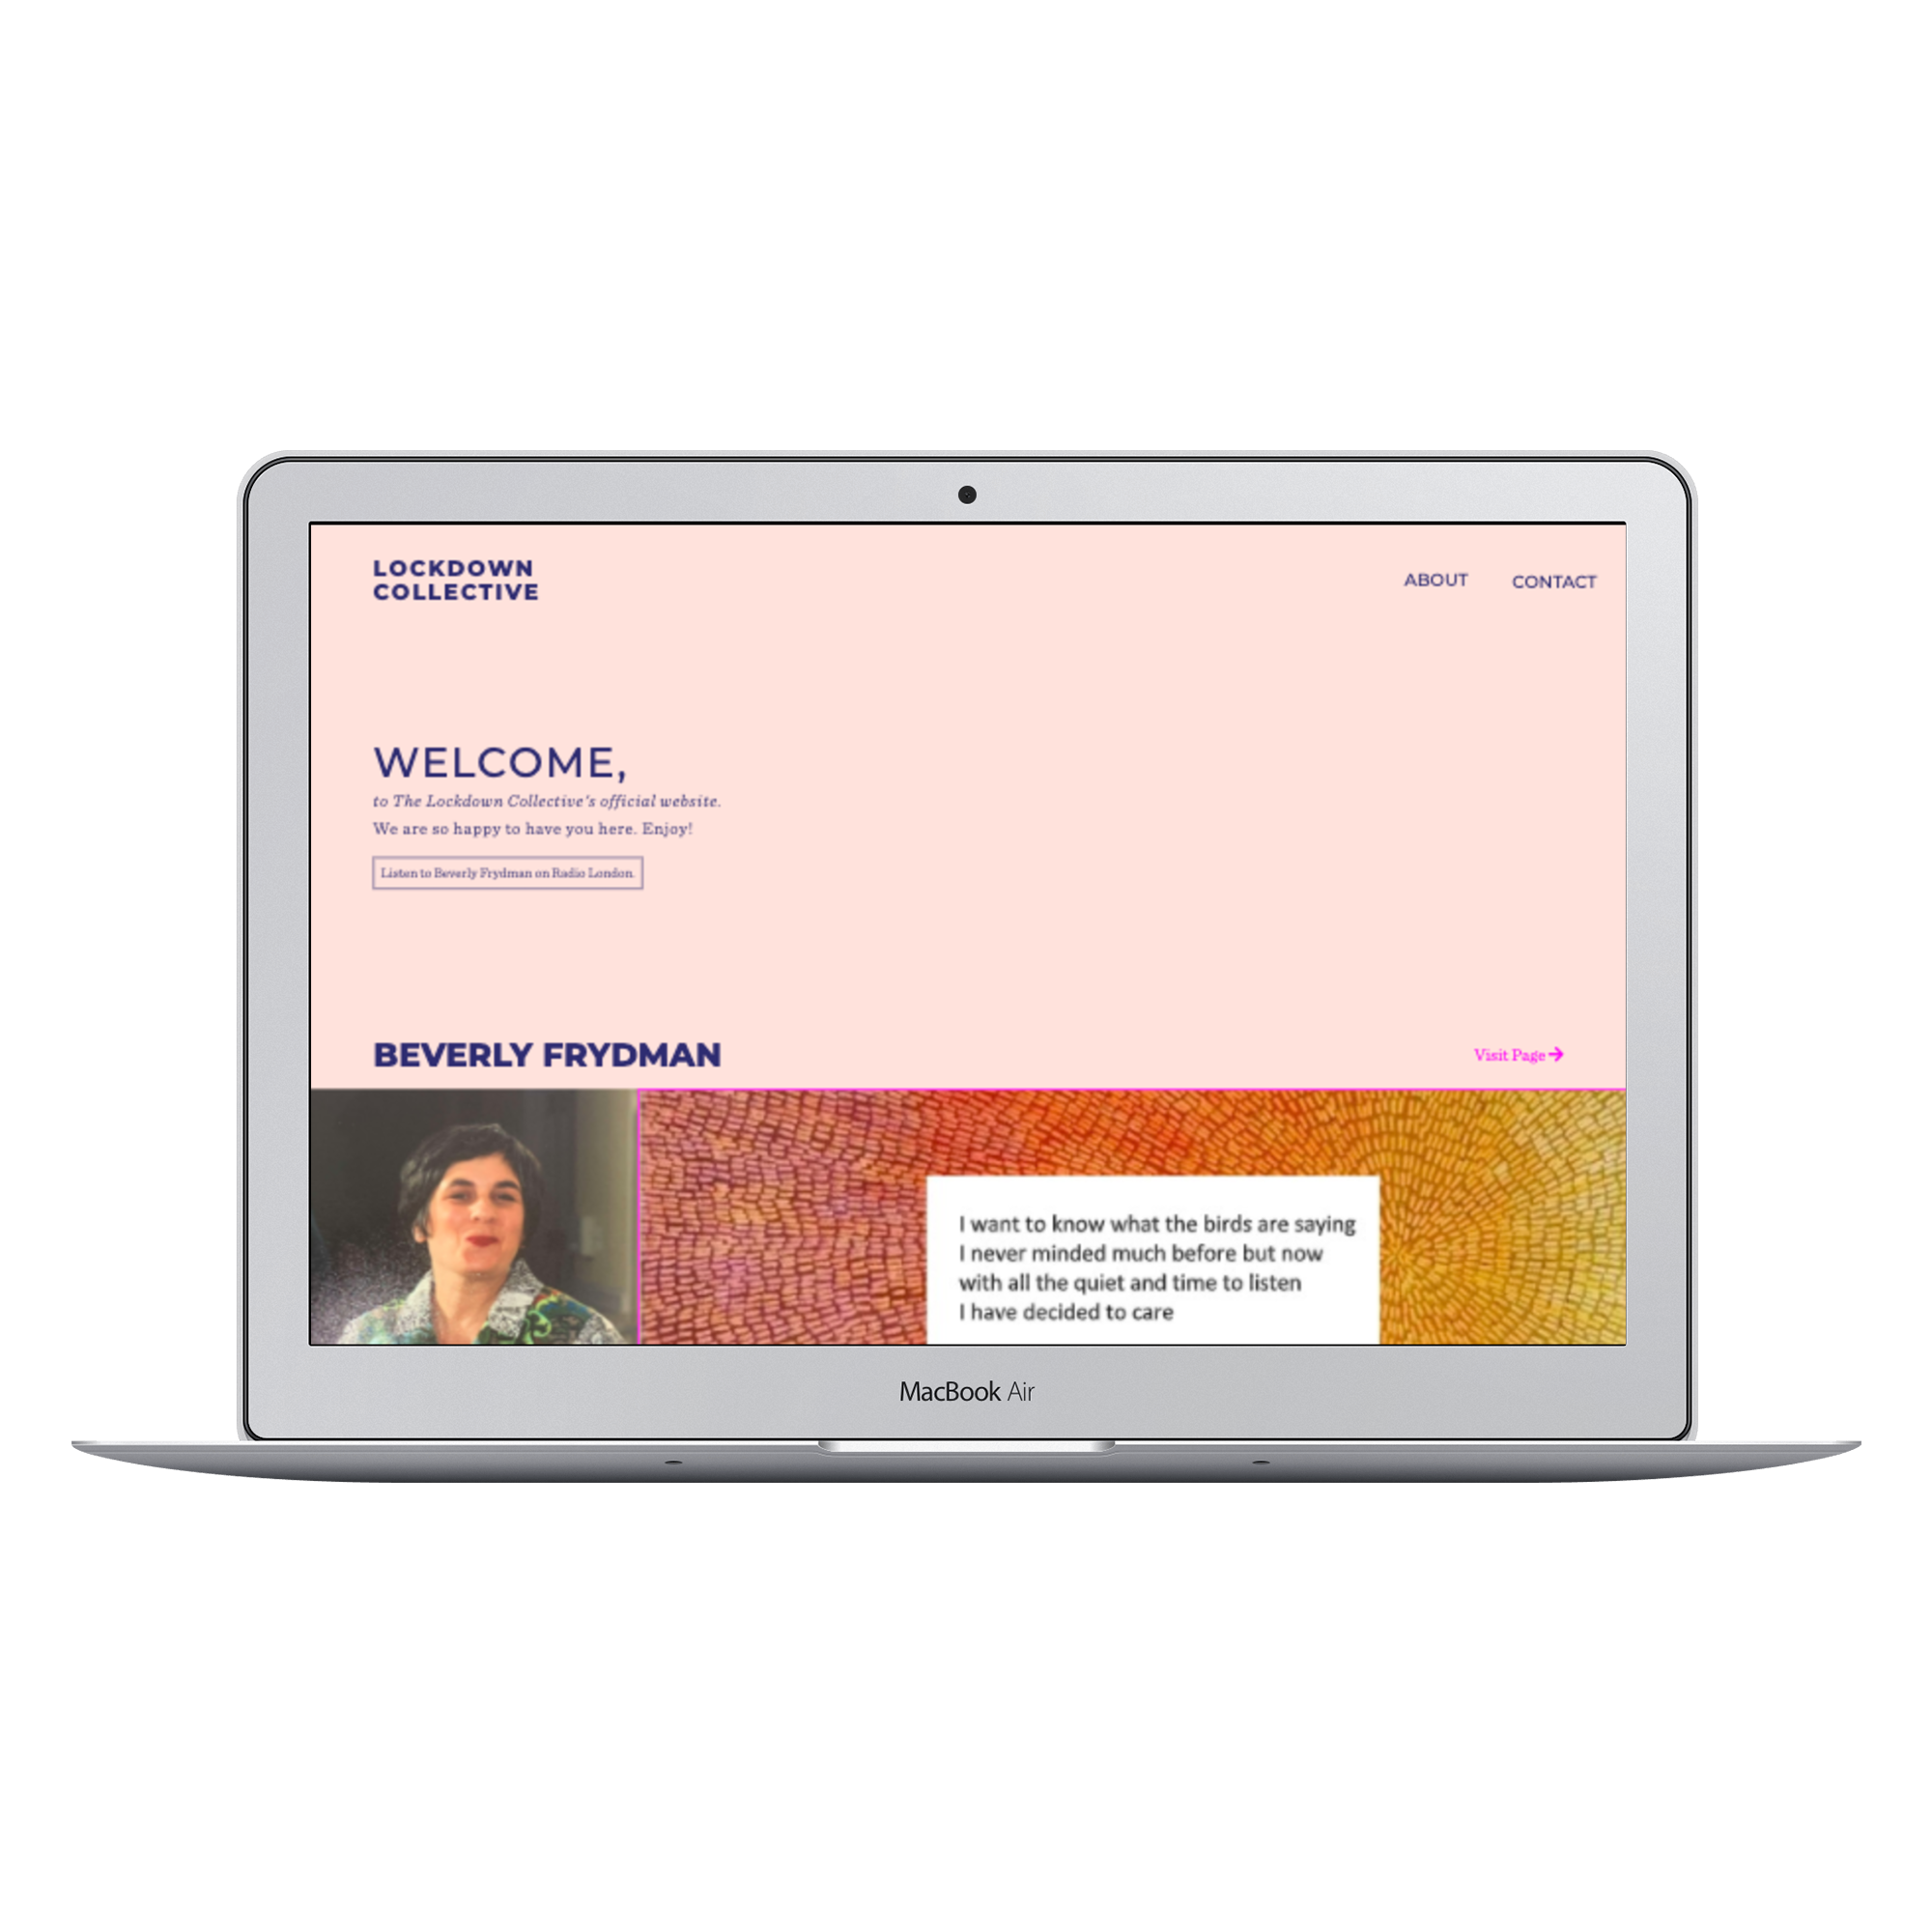 LOCKDOWN
COLLECTIVE
ABOUT
CONTACT
WELCOME,
to The Lockdown Collective's official website.
We are so happy to have you here. Enjoy!
Listen to Beverly Frydman on Radio London.
BEVERLY FRYDMAN
Visit Page
I want to know what the birds are saying
I never minded much before but now
with all the quiet and time to listen
I have decided to care
MacBook Air